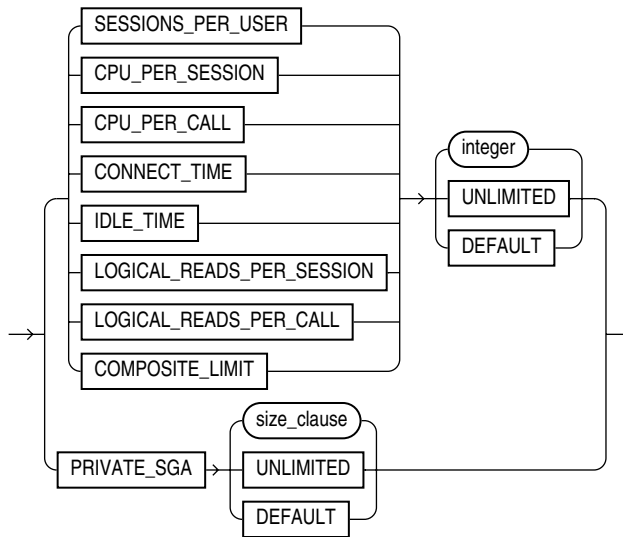 SESSIONS_PER_USER
CPU_PER_SESSION
CPU_PER_CALL
CONNECT_TIME
IDLE_TIME
LOGICAL_READS_PER_SESSION
LOGICAL_READS_PER_CALL
COMPOSITE_LIMIT
integer
UNLIMITED
DEFAULT
PRIVATE_SGA
size_clause
UNLIMITED
DEFAULT